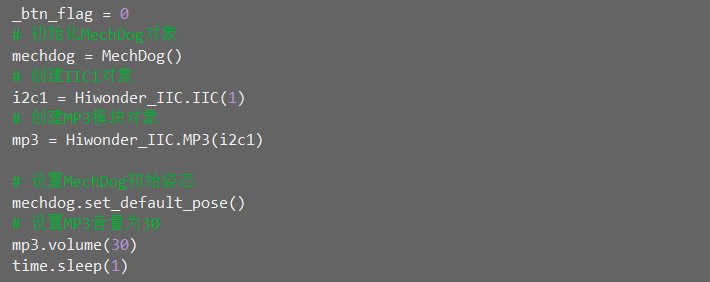 _btn_flag = 0
# 初始化MechDog对象
mechdog = MechDog()
# 创建IIC1对象
i2c1 = Hiwonder_IIC.IIC(1)
# 创建MP3模块对象
mp3 = Hiwonder_IIC.MP3(i2c1)

# 设置MechDog初始姿态
mechdog.set_default_pose()
# 设置MP3音量为30
mp3.volume(30)
time.sleep(1)